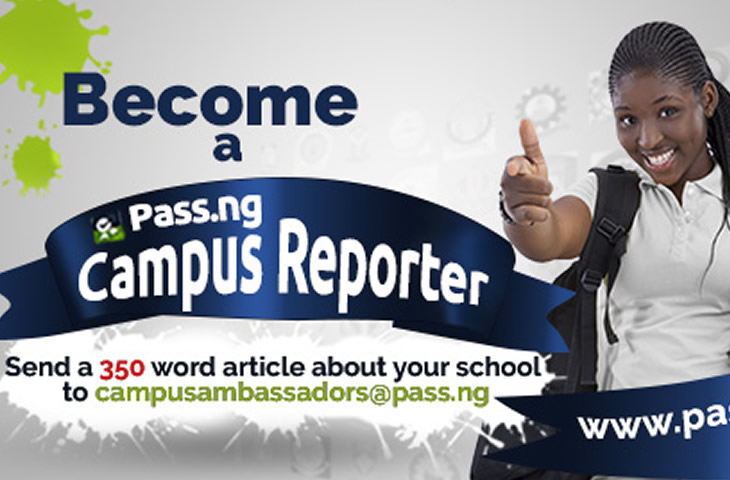 Become
a
Pass.ng
Campus Reporter
Send a 350 word article about your school
to campusambassadors@pass.ng
www.pas